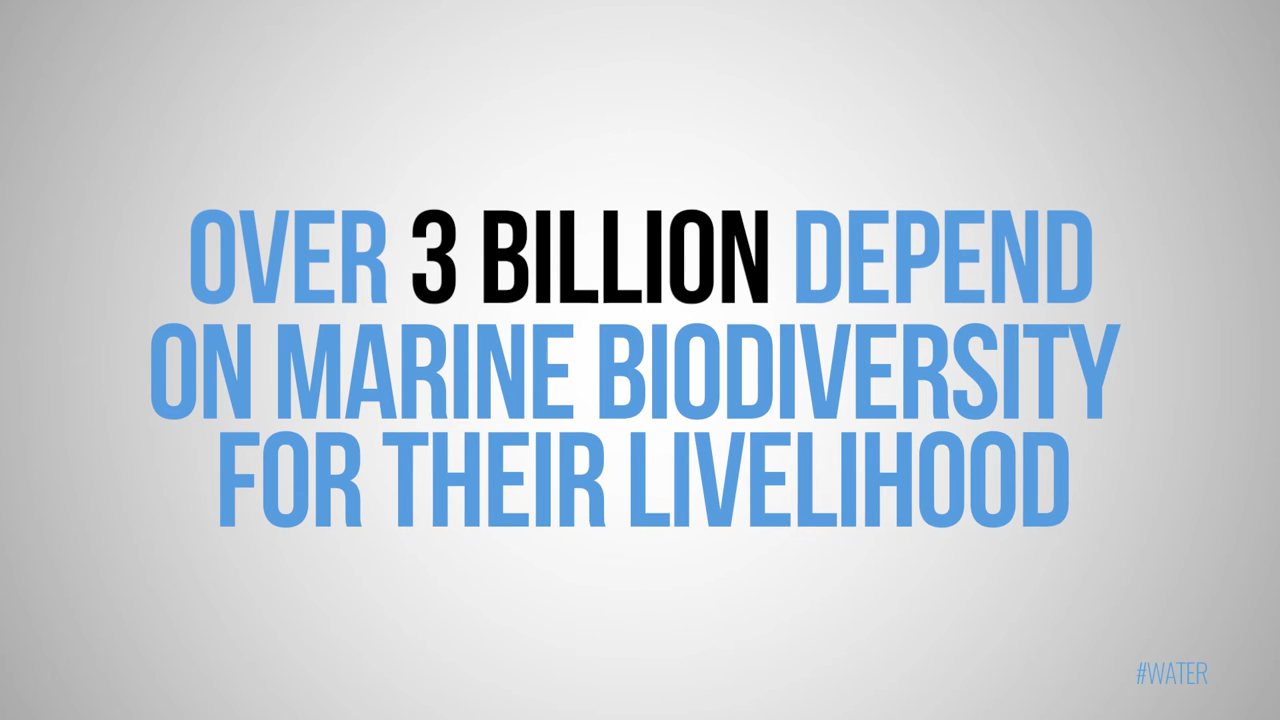 OVER 3 BILLION DEPEND
ON MARINE BIODIVERSITY
FOR THEIR LIVELIHOOD
#WATER